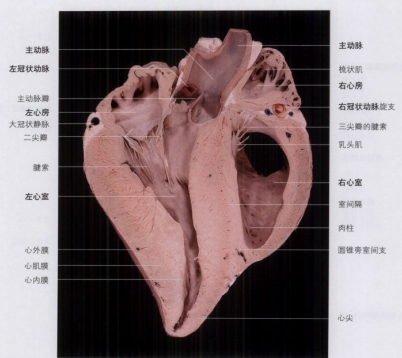 主动脉
左冠状动脉
主动脉瓣
左心房
大冠状静脉
二尖瓣
腱索
左心室
心外膜
心肌膜
心内膜
主动脉
梳状肌
右心房
右冠状动脉旋支
三尖瓣的腱索
乳头肌
右心室
室间隔
肉柱
圆锥旁室间支
心尖